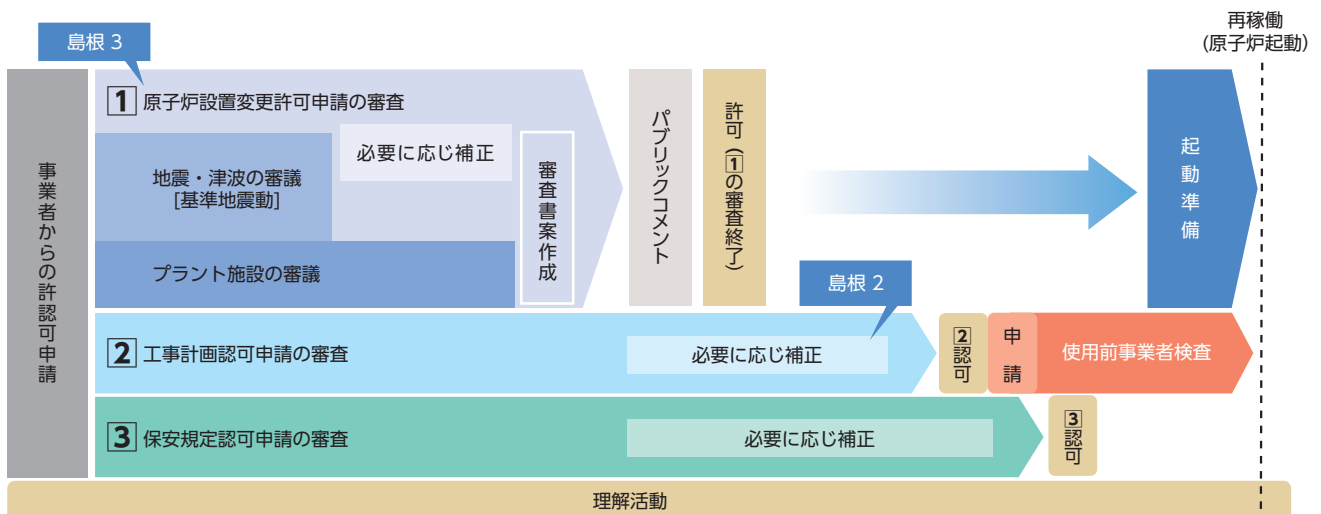 再稼働
(原子炉起動)
島根 3
事業者からの許認可申請
1 原子炉設置変更許可申請の審査
地震・津波の審議
[基準地震動]
必要に応じ補正
プラント施設の審議
審査書案作成
パブリックコメント
許可（1の審査終了）
起動準備
島根 2
2 工事計画認可申請の審査
必要に応じ補正
2認可
申請
使用前事業者検査
3 保安規定認可申請の審査
必要に応じ補正
3認可
理解活動